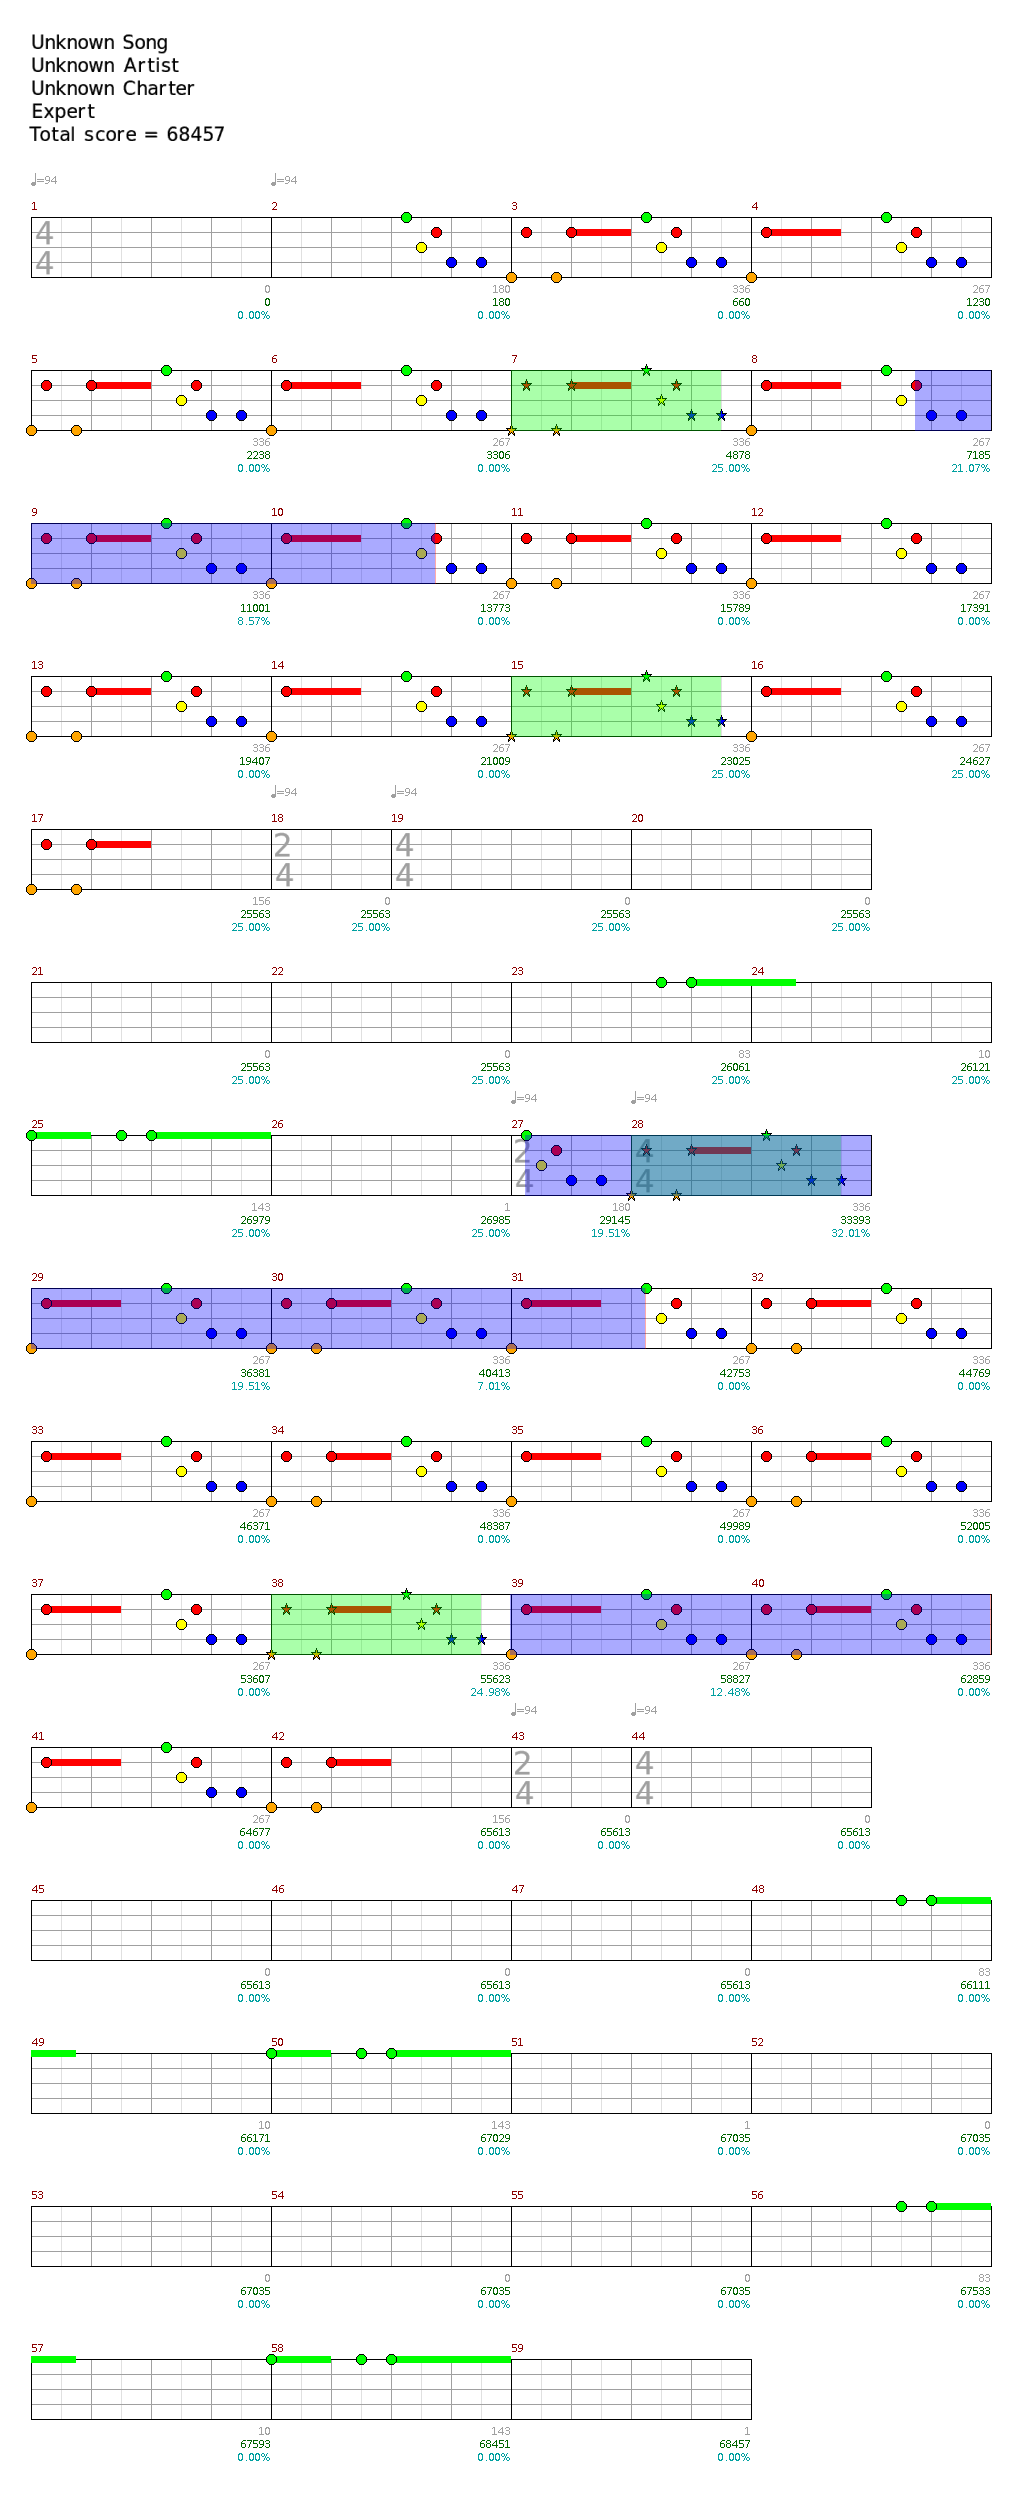 Unknown Song
Unknown Artist
Unknown Charter
Expert
Total score = 68457
♩=94 ♩=94
1 2 3 4
4
4
0 180 336 267
0 180 660 1230
0.00% 0.00% 0.00% 0.00%
5 6 7 8
336 267 336 267
2238 3306 4878 7185
0.00% 0.00% 25.00% 21.07%
9 10 11 12
336 267 336 267
11001 13773 15789 17391
8.57% 0.00% 0.00% 0.00%
13 14 15 16
336 267 336 267
19407 21009 23025 24627
0.00% 0.00% 25.00% 25.00%
♩=94 ♩=94
17 18 19 20
2 4
4 4
156 0 0 0
25563 25563 25563 25563
25.00% 25.00% 25.00% 25.00%
21 22 23 24
0 0 83 10
25563 25563 26061 26121
25.00% 25.00% 25.00% 25.00%
♩=94 ♩=94
25 26 27 28
2 4
4 4
143 1 180 336
26979 26985 29145 33393
25.00% 25.00% 19.51% 32.01%
29 30 31 32
267 336 267 336
36381 40413 42753 44769
19.51% 7.01% 0.00% 0.00%
33 34 35 36
267 336 267 336
46371 48387 49989 52005
0.00% 0.00% 0.00% 0.00%
37 38 39 40
267 336 267 336
53607 55623 58827 62859
0.00% 24.98% 12.48% 0.00%
♩=94 ♩=94
41 42 43 44
2 4
4 4
267 156 0 0
64677 65613 65613 65613
0.00% 0.00% 0.00% 0.00%
45 46 47 48
0 0 0 83
65613 65613 65613 66111
0.00% 0.00% 0.00% 0.00%
49 50 51 52
10 143 1 0
66171 67029 67035 67035
0.00% 0.00% 0.00% 0.00%
53 54 55 56
0 0 0 83
67035 67035 67035 67533
0.00% 0.00% 0.00% 0.00%
57 58 59
10 143 1
67593 68451 68457
0.00% 0.00% 0.00%